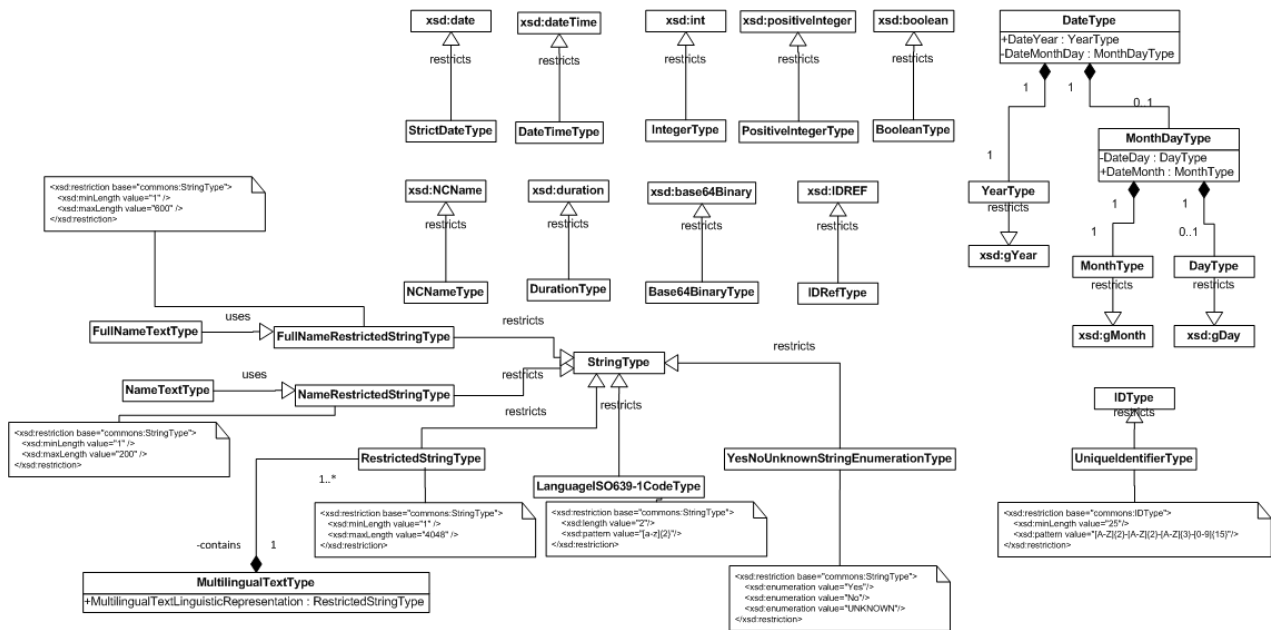 xsd:date
xsd:dateTime
xsd:int
xsd:positiveInteger
xsd:boolean
DateType
+DateYear : YearType
-DateMonthDay : MonthDayType
restricts
restricts
restricts
restricts
restricts
1
1
0..1
StrictDateType
DateTimeType
IntegerType
PositiveIntegerType
BooleanType
MonthDayType
-DateDay : DayType
+DateMonth : MonthType
1
<xsd:restriction base="commons:StringType">
<xsd:minLength value="1" />
<xsd:maxLength value="600" />
</xsd:restriction>
xsd:NCName
xsd:duration
xsd:base64Binary
xsd:IDREF
YearType
restricts
restricts
restricts
restricts
restricts
1
1
1
0..1
xsd:gYear
MonthType
restricts
DayType
restricts
NCNameType
DurationType
Base64BinaryType
IDRefType
FullNameTextType
uses
FullNameRestrictedStringType
restricts
xsd:gMonth
xsd:gDay
StringType
restricts
NameTextType
uses
NameRestrictedStringType
restricts
restricts
restricts
IDType
restricts
<xsd:restriction base="commons:StringType">
<xsd:minLength value="1" />
<xsd:maxLength value="200" />
</xsd:restriction>
RestrictedStringType
1..*
YesNoUnknownStringEnumerationType
UniqueIdentifierType
LanguageISO639-1CodeType
<xsd:restriction base="commons:StringType">
<xsd:minLength value="1" />
<xsd:maxLength value="4048" />
</xsd:restriction>
<xsd:restriction base="commons:StringType">
<xsd:length value="2"/>
<xsd:pattern value="[a-z]{2}"/>
</xsd:restriction>
<xsd:restriction base="commons:IDType">
<xsd:minLength value="25"/>
<xsd:pattern value="[A-Z]{2}-[A-Z]{2}-[A-Z]{3}-[0-9]{15}"/>
</xsd:restriction>
-contains
1
MultilingualTextType
+MultilingualTextLinguisticRepresentation : RestrictedStringType
<xsd:restriction base="commons:StringType">
<xsd:enumeration value="Yes"/>
<xsd:enumeration value="No"/>
<xsd:enumeration value="UNKNOWN"/>
</xsd:restriction>